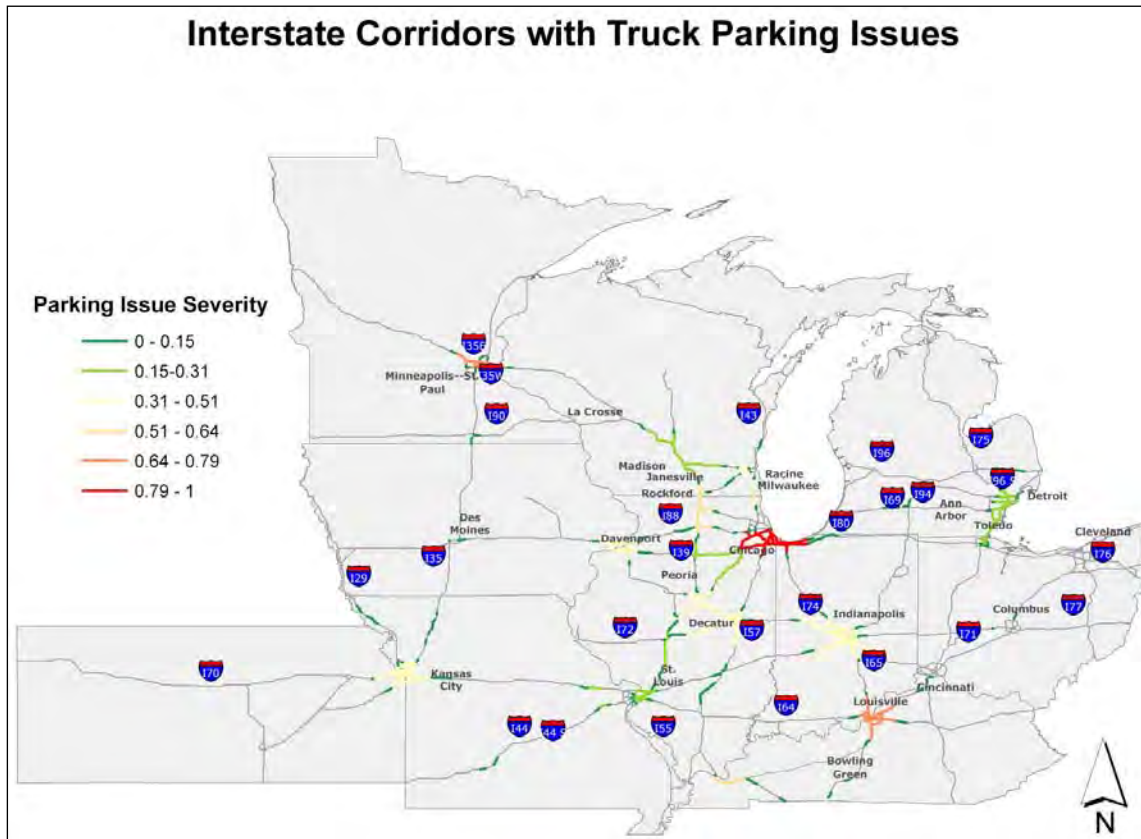 Interstate Corridors with Truck Parking Issues
Parking Issue Severity
0 - 0.15
0.15-0.31
0.31 - 0.51
0.51 - 0.64
0.64 - 0.79
0.79 - 1
I35E
Minneapolis--St.
Paul
I35W
I90
La Crosse
I43
I75
I96
Madison
Janesville
Racine
Milwaukee
Rockford
I69
I94
I96 S
Ann
Arbor
Detroit
I88
I80
Toledo
Des
Moines
Davenport
I39
Chicago
Cleveland
I76
I35
I29
Peoria
I74
Indianapolis
Columbus
I77
I72
Decatur
I57
I71
I70
Kansas
City
St.
Louis
I65
Cincinnati
Louisville
I64
I44
I44 S
I55
Bowling
Green
N